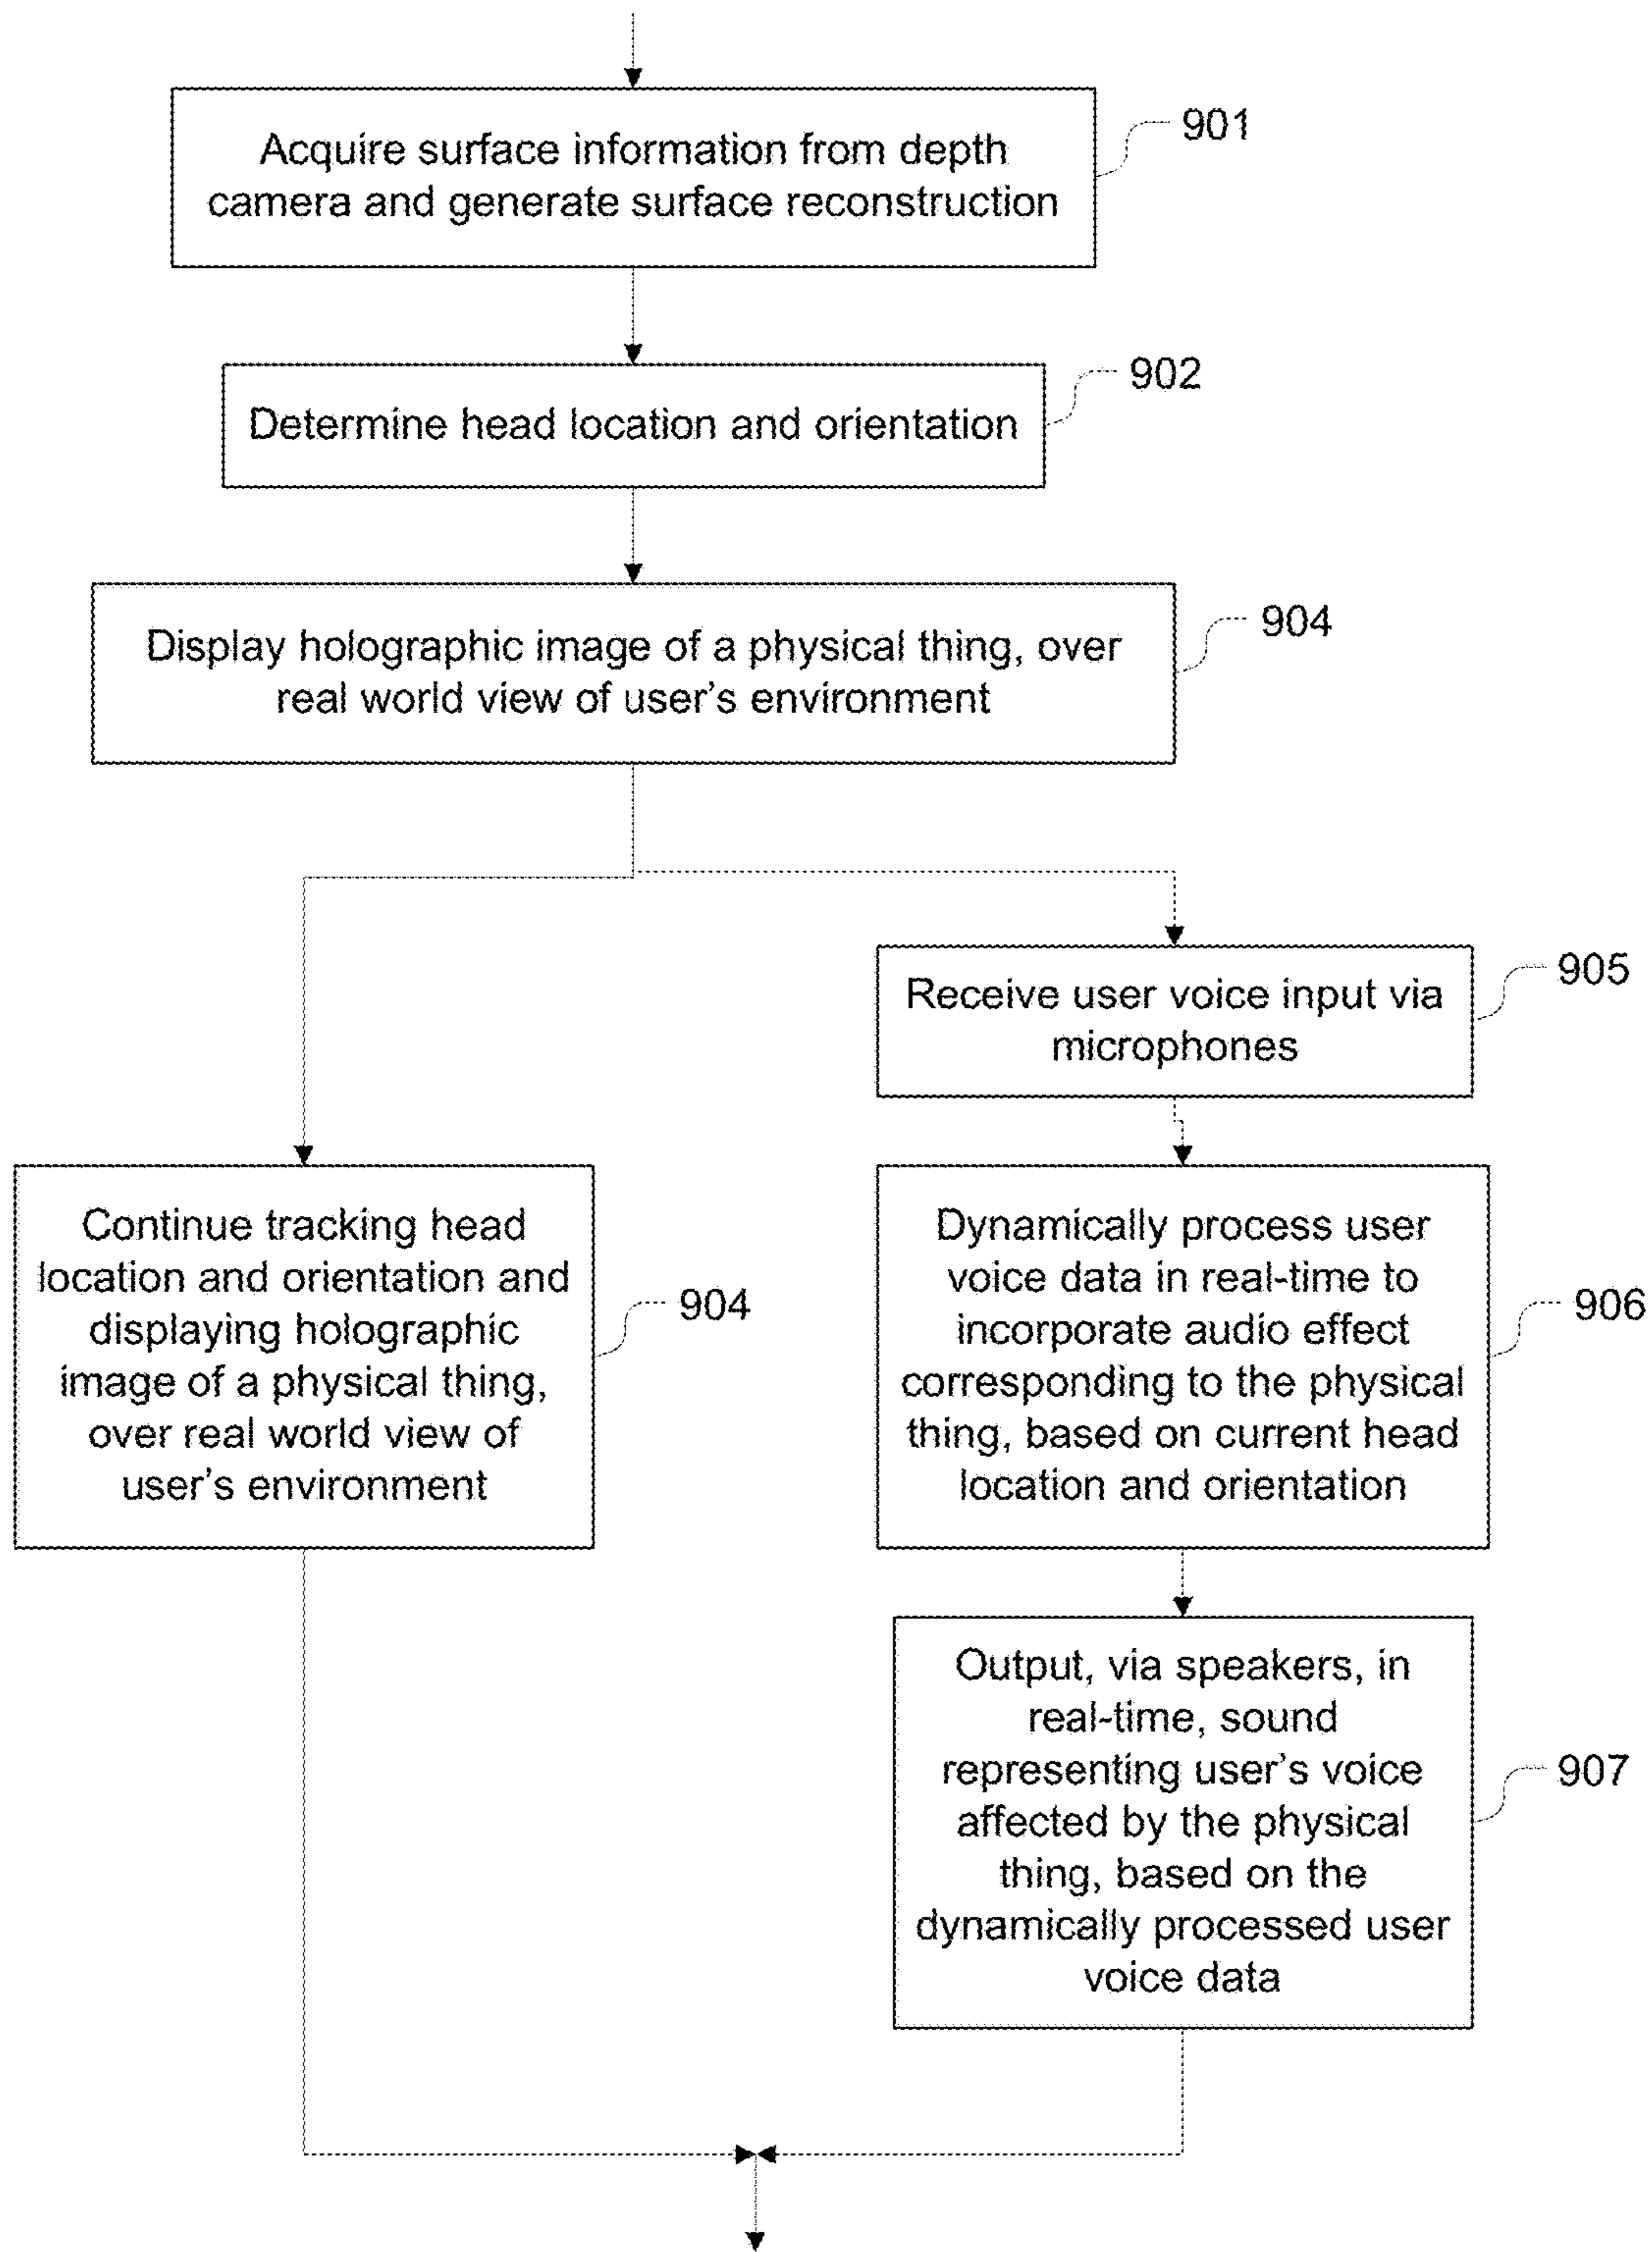 Acquire surface information from depth
camera and generate surface reconstruction
901
Determine head location and orientation
902
Display holographic image of a physical thing, over
real world view of user's environment
904
Receive user voice input via
microphones
905
Continue tracking head
location and orientation and
displaying holographic
image of a physical thing,
over real world view of
user's environment
904
Dynamically process user
voice data in real-time to
incorporate audio effect
corresponding to the physical
thing, based on current head
location and orientation
906
Output, via speakers, in
real-time, sound
representing user's voice
affected by the physical
thing, based on the
dynamically processed user
voice data
907